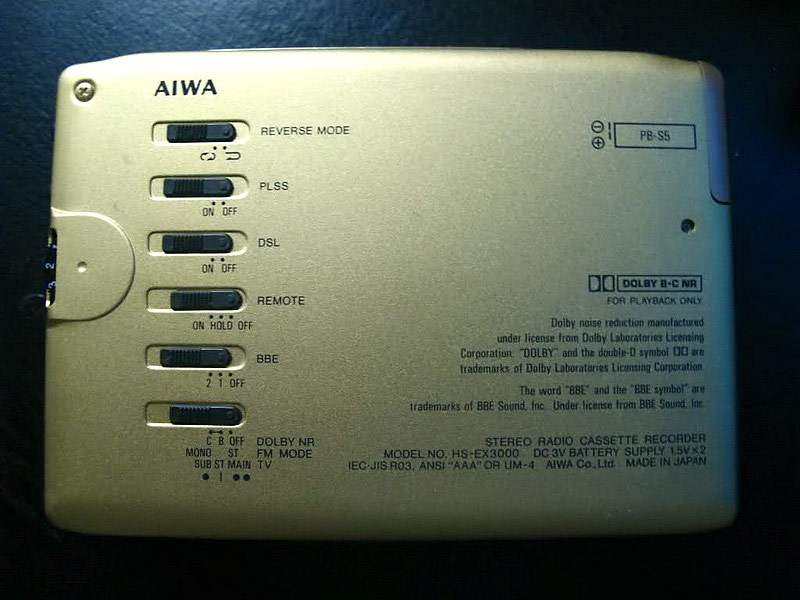 AIWA
REVERSE MODE
PB-S5
PLSS
ON OFF
DSL
ON OFF
REMOTE
ON HOLD OFF
BBE
2 1 OFF
C B OFF DOLBY NR
MONO ST FM MODE
SUB ST MAIN TV
3 2
DOLBY B·C NR
FOR PLAYBACK ONLY
Dolby noise reduction manufactured
under license from Dolby Laboratories Licensing
Corporation. "DOLBY" and the double-D symbol are
trademarks of Dolby Laboratories Licensing Corporation.
The word "BBE" and the "BBE symbol" are
trademarks of BBE Sound, Inc. Under license from BBE Sound, Inc.
STEREO RADIO CASSETTE RECORDER
MODEL NO. HS-EX3000 DC 3V BATTERY SUPPLY 1.5V×2
IEC·JIS R03, ANSI "AAA" OR UM-4 AIWA Co., Ltd. MADE IN JAPAN